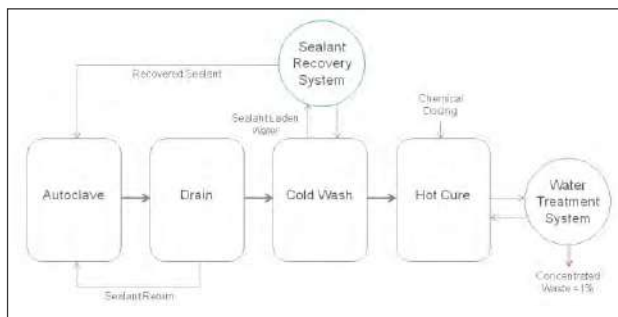 Sealant
Recovery
System
Recovered Sealant
Sealant Laden
Water
Chemical
Dosing
Autoclave
Drain
Cold Wash
Hot Cure
Water
Treatment
System
Sealant Return
Concentrated
Waste <1%